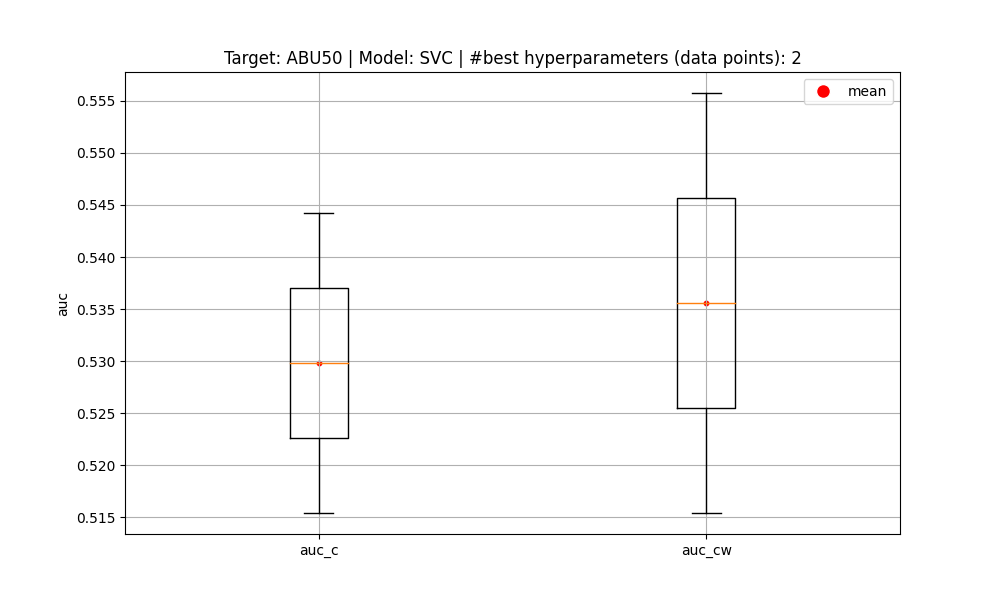 Target: ABU50 | Model: SVC | #best hyperparameters (data points): 2
mean
0.555
0.550
0.545
0.540
0.535
0.530
0.525
0.520
0.515
auc
auc_c
auc_cw